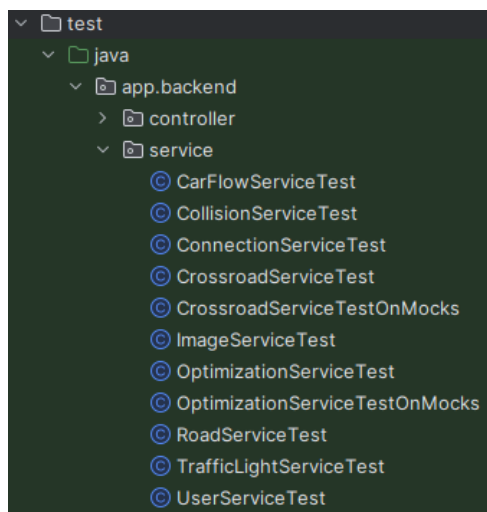 test
java
app.backend
controller
service
CarFlowServiceTest
CollisionServiceTest
ConnectionServiceTest
CrossroadServiceTest
CrossroadServiceTestOnMocks
ImageServiceTest
OptimizationServiceTest
OptimizationServiceTestOnMocks
RoadServiceTest
TrafficLightServiceTest
UserServiceTest